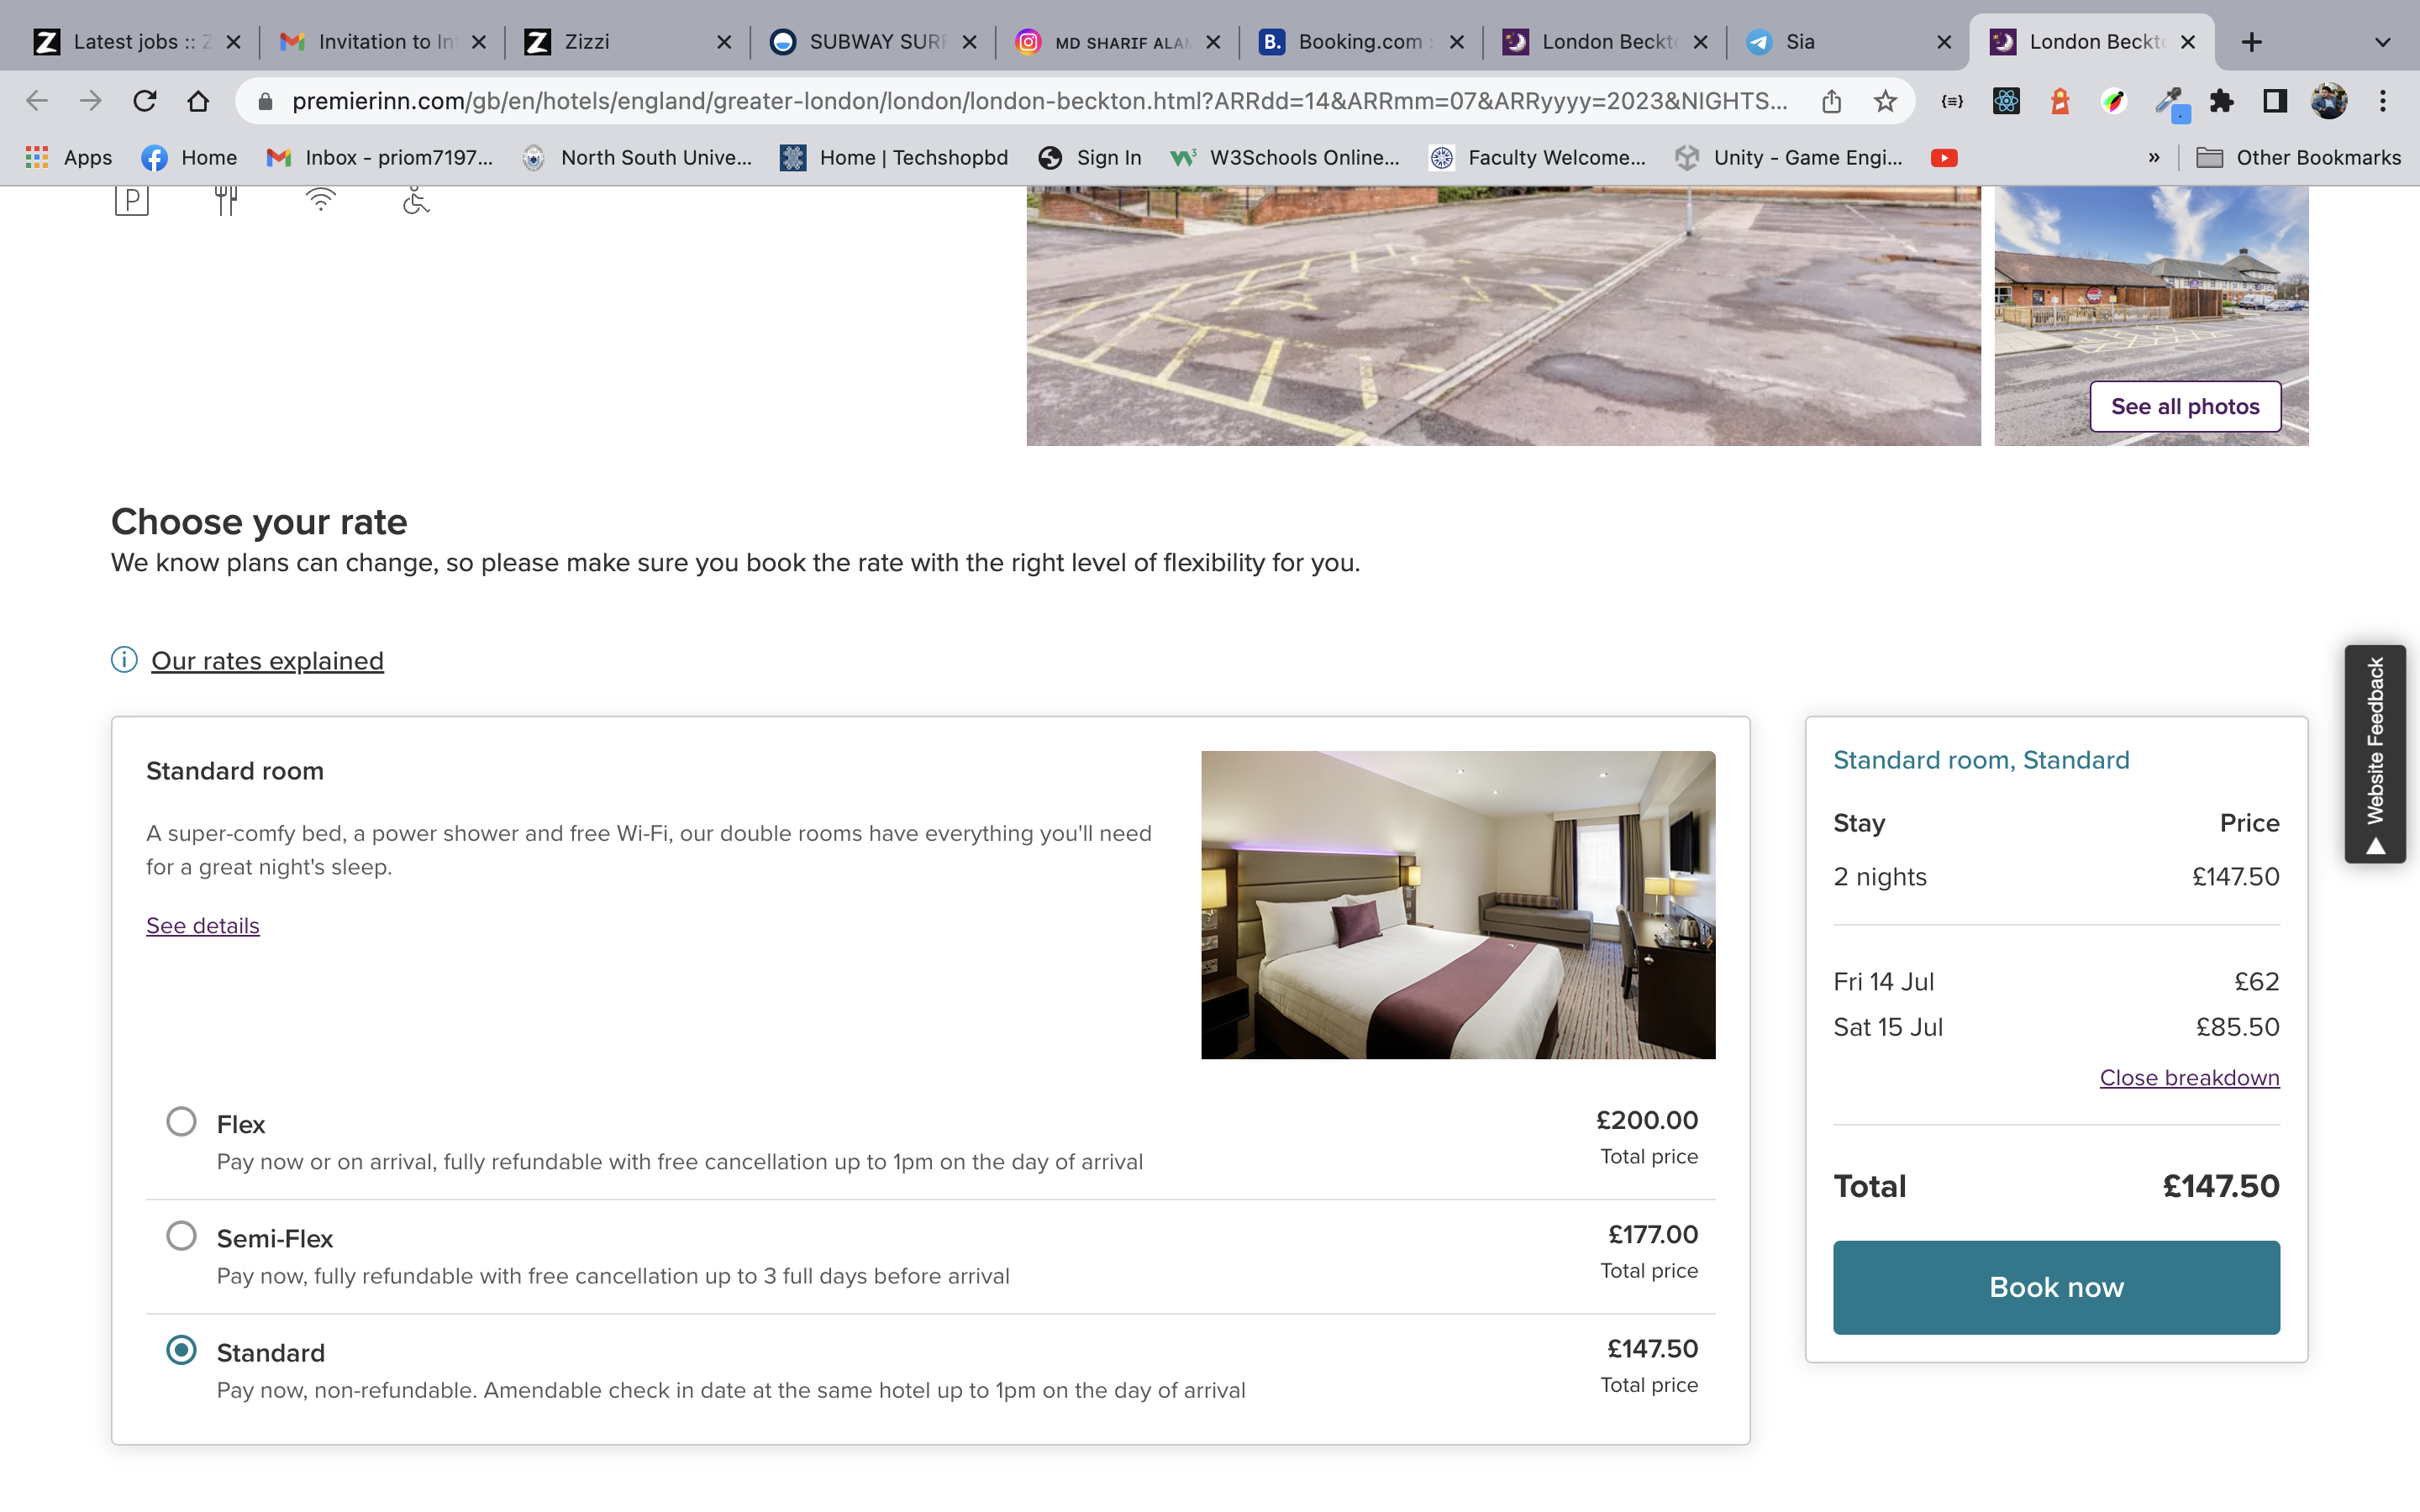 Latest jobs ::
Invitation to In
Zizzi
SUBWAY SURF
MD SHARIF ALAM
Booking.com :
London Beckt
Sia
London Beckt
premierinn.com/gb/en/hotels/england/greater-london/london/london-beckton.html?ARRdd=14&ARRmm=07&ARRyyyy=2023&NIGHTS...
Apps
Home
Inbox - priom7197...
North South Unive...
Home | Techshopbd
Sign In
W3Schools Online...
Faculty Welcome...
Unity - Game Engi...
»
Other Bookmarks
P
See all photos
Choose your rate
We know plans can change, so please make sure you book the rate with the right level of flexibility for you.
Our rates explained
Standard room
A super-comfy bed, a power shower and free Wi-Fi, our double rooms have everything you'll need
for a great night's sleep.
See details
Flex
£200.00
Pay now or on arrival, fully refundable with free cancellation up to 1pm on the day of arrival
Total price
Semi-Flex
£177.00
Pay now, fully refundable with free cancellation up to 3 full days before arrival
Total price
Standard
£147.50
Pay now, non-refundable. Amendable check in date at the same hotel up to 1pm on the day of arrival
Total price
Standard room, Standard
Stay Price
2 nights £147.50
Fri 14 Jul £62
Sat 15 Jul £85.50
Close breakdown
Total £147.50
Book now
Website Feedback